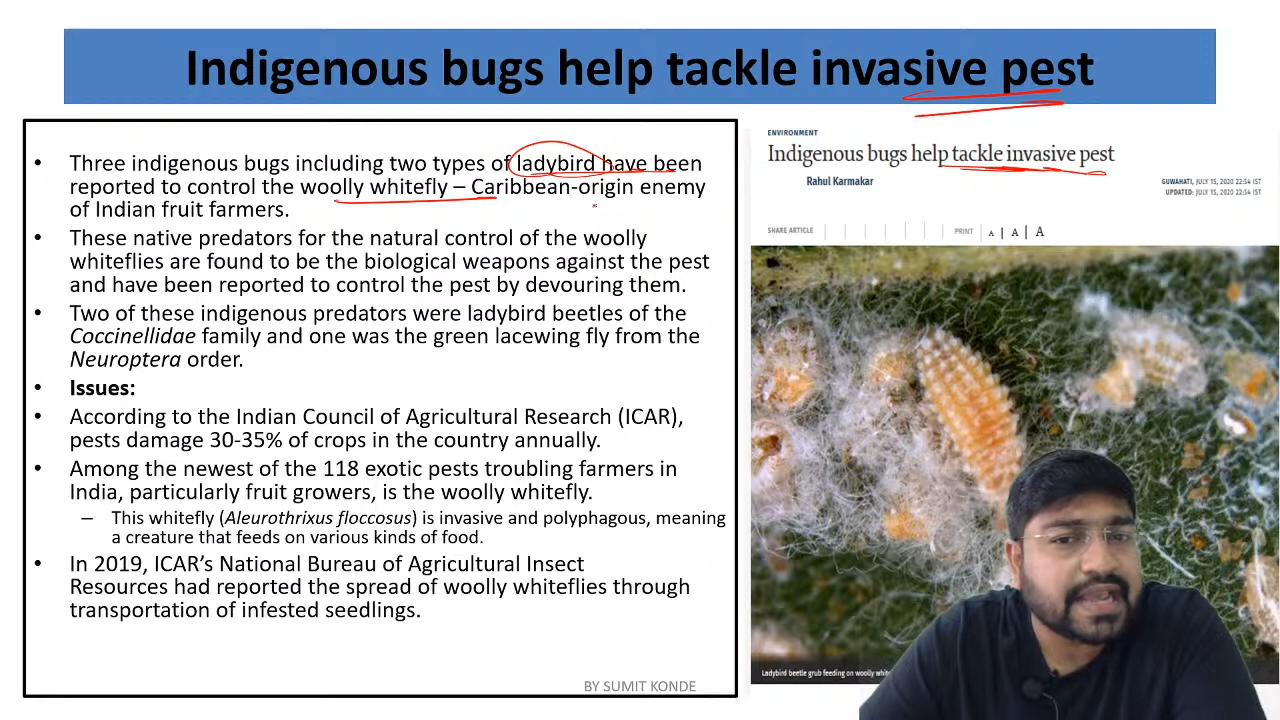 Indigenous bugs help tackle invasive pest
• Three indigenous bugs including two types of ladybird have been
reported to control the woolly whitefly – Caribbean-origin enemy
of Indian fruit farmers.
• These native predators for the natural control of the woolly
whiteflies are found to be the biological weapons against the pest
and have been reported to control the pest by devouring them.
• Two of these indigenous predators were ladybird beetles of the
Coccinellidae family and one was the green lacewing fly from the
Neuroptera order.
• Issues:
• According to the Indian Council of Agricultural Research (ICAR),
pests damage 30-35% of crops in the country annually.
• Among the newest of the 118 exotic pests troubling farmers in
India, particularly fruit growers, is the woolly whitefly.
– This whitefly (Aleurothrixus floccosus) is invasive and polyphagous, meaning
a creature that feeds on various kinds of food.
• In 2019, ICAR's National Bureau of Agricultural Insect
Resources had reported the spread of woolly whiteflies through
transportation of infested seedlings.
BY SUMIT KONDE
ENVIRONMENT
Indigenous bugs help tackle invasive pest
Rahul Karmakar
GUWAHATI, JULY 15, 2020 22:54 IST
UPDATED: JULY 15, 2020 22:54 IST
SHARE ARTICLE PRINT A A A
Ladybird beetle grub feeding on woolly